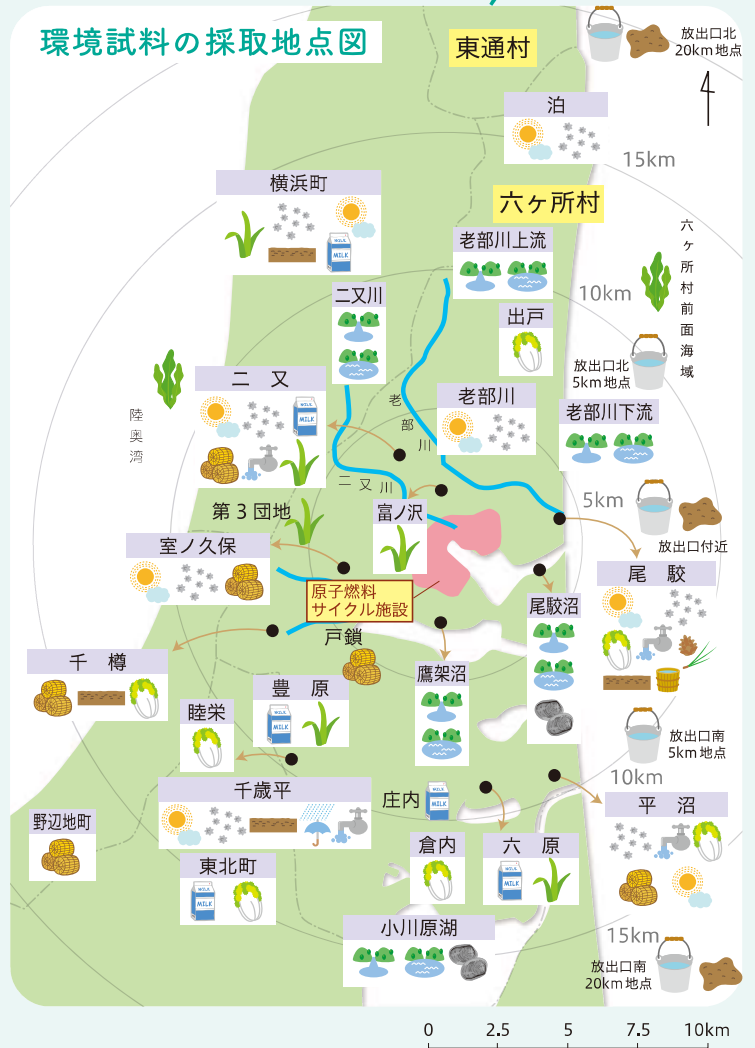 環境試料の採取地点図
東通村
放出口北
20km地点
泊
15km
横浜町
MILK
六ヶ所村
老部川上流
六ヶ所村前面海域
二又川
10km
出戸
放出口北
5km地点
陸奥湾
二又
MILK
老部川
老部川
老部川下流
二又川
5km
第3団地
富ノ沢
放出口付近
室ノ久保
尾駮
原子燃料
サイクル施設
尾駮沼
戸鎖
千樽
鷹架沼
豊原
MILK
睦栄
放出口南
5km地点
10km
千歳平
庄内
MILK
平沼
野辺地町
東北町
MILK
倉内
六原
MILK
小川原湖
15km
放出口南
20km地点
0 2.5 5 7.5 10km